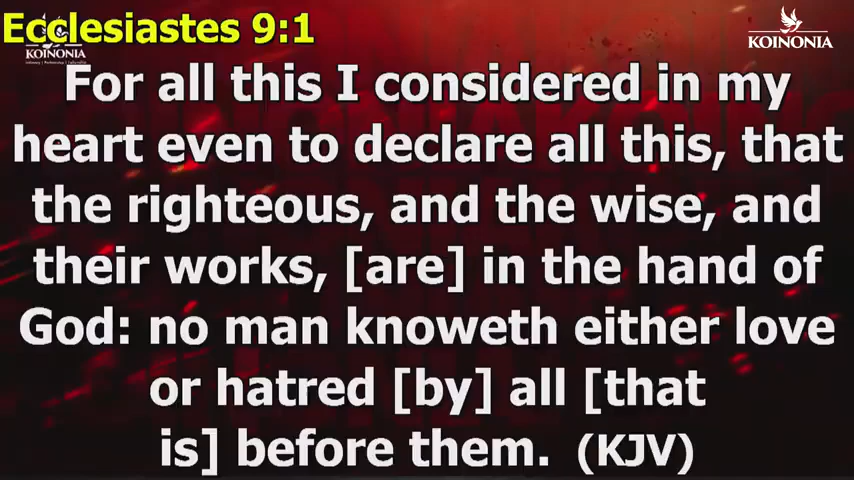 Ecclesiastes 9:1
KOINONIA
KOINONIA
For all this I considered in my
heart even to declare all this, that
the righteous, and the wise, and
their works, [are] in the hand of
God: no man knoweth either love
or hatred [by] all [that
is] before them. (KJV)